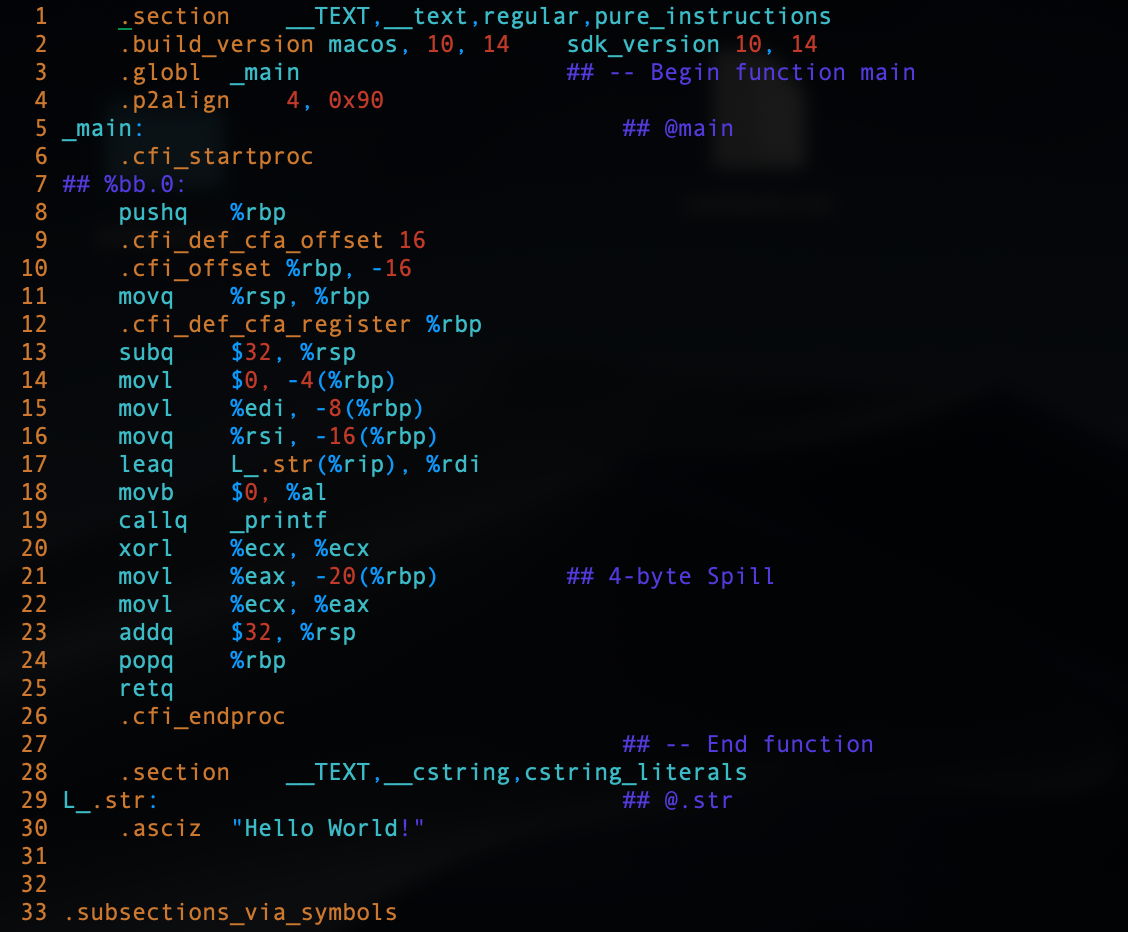 1 .section __TEXT,__text,regular,pure_instructions
2 .build_version macos, 10, 14 sdk_version 10, 14
3 .globl _main ## -- Begin function main
4 .p2align 4, 0x90
5 _main: ## @main
6 .cfi_startproc
7 ## %bb.0:
8 pushq %rbp
9 .cfi_def_cfa_offset 16
10 .cfi_offset %rbp, -16
11 movq %rsp, %rbp
12 .cfi_def_cfa_register %rbp
13 subq $32, %rsp
14 movl $0, -4(%rbp)
15 movl %edi, -8(%rbp)
16 movq %rsi, -16(%rbp)
17 leaq L_.str(%rip), %rdi
18 movb $0, %al
19 callq _printf
20 xorl %ecx, %ecx
21 movl %eax, -20(%rbp) ## 4-byte Spill
22 movl %ecx, %eax
23 addq $32, %rsp
24 popq %rbp
25 retq
26 .cfi_endproc
27 ## -- End function
28 .section __TEXT,__cstring,cstring_literals
29 L_.str: ## @.str
30 .asciz "Hello World!"
31
32
33 .subsections_via_symbols